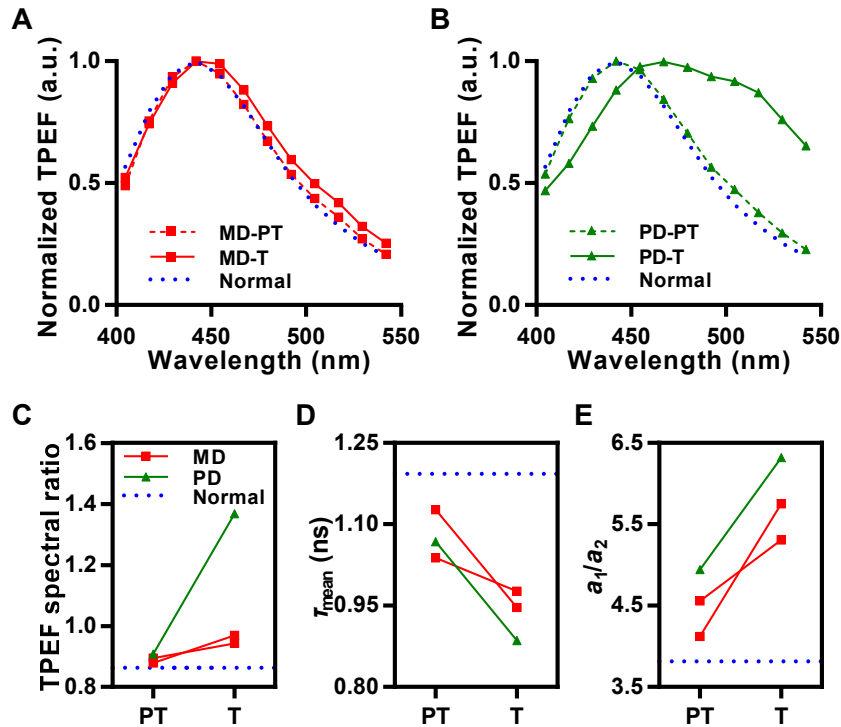 A
Normalized TPEF (a.u.)
1.0
0.5
0.0
MD-PT
MD-T
Normal
400
450
500
550
Wavelength (nm)
B
Normalized TPEF (a.u.)
1.0
0.5
0.0
PD-PT
PD-T
Normal
400
450
500
550
Wavelength (nm)
C
TPEF spectral ratio
1.6
1.4
1.2
1.0
0.8
MD
PD
Normal
PT
T
D
τmean (ns)
1.25
1.10
0.95
0.80
PT
T
E
a1/a2
6.5
5.5
4.5
3.5
PT
T